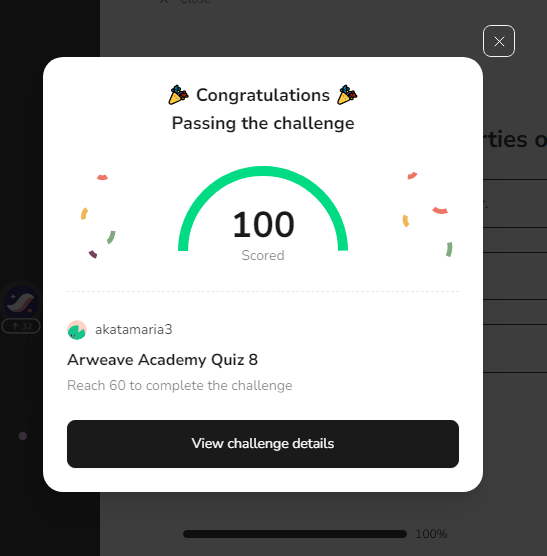 Close
Congratulations
Passing the challenge
rties o
100
Scored
32
akatamaria3
Arweave Academy Quiz 8
Reach 60 to complete the challenge
View challenge details
100%